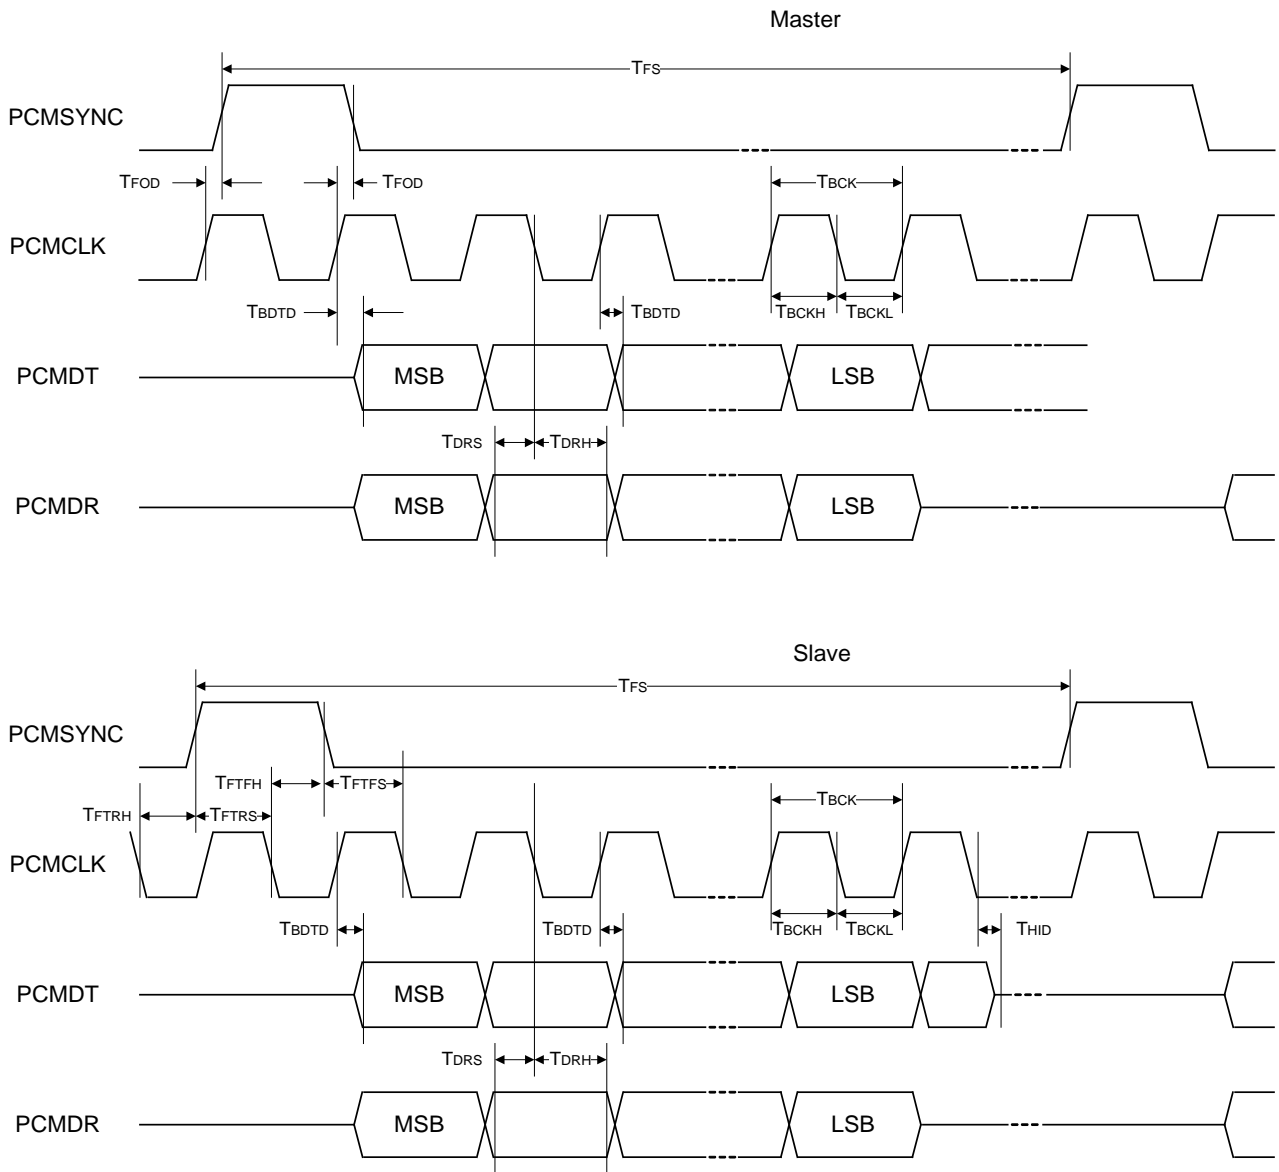 Master
TFS
PCMSYNC
TFOD TFOD TBCK
PCMCLK
TBDTD TBDTD TBCKH TBCKL
PCMDT MSB LSB
TDRS TDRH
PCMDR MSB LSB
Slave
TFS
PCMSYNC
TFTFH TFTFS TBCK
TFTRH TFTRS
PCMCLK
TBDTD TBDTD TBCKH TBCKL THID
PCMDT MSB LSB
TDRS TDRH
PCMDR MSB LSB